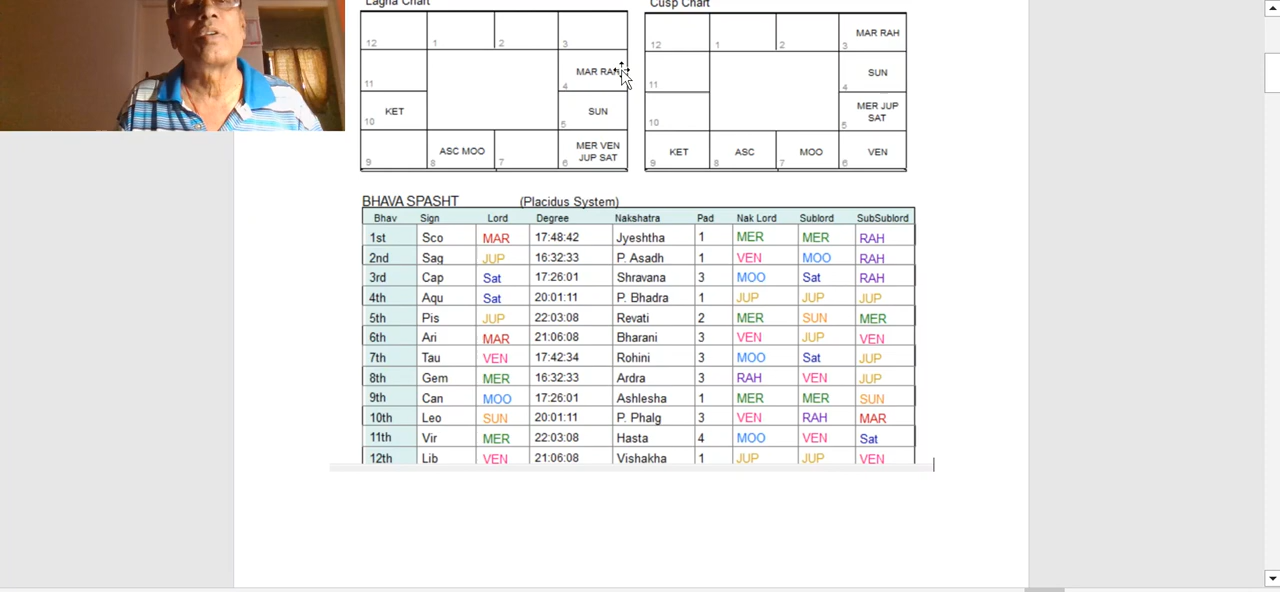 Lagna Chart
Cusp Chart
12 1 2 3
MAR RAH
11 4
KET SUN
10 5
ASC MOO MER VEN
JUP SAT
9 8 7 6
MAR RAH
12 1 2 3
SUN
11 4
MER JUP
SAT
10 5
KET ASC MOO VEN
9 8 7 6
BHAVA SPASHT (Placidus System)
Bhav Sign Lord Degree Nakshatra Pad Nak Lord Sublord SubSublord
1st Sco MAR 17:48:42 Jyeshtha 1 MER MER RAH
2nd Sag JUP 16:32:33 P. Asadh 1 VEN MOO RAH
3rd Cap Sat 17:26:01 Shravana 3 MOO Sat RAH
4th Aqu Sat 20:01:11 P. Bhadra 1 JUP JUP JUP
5th Pis JUP 22:03:08 Revati 2 MER SUN MER
6th Ari MAR 21:06:08 Bharani 3 VEN JUP VEN
7th Tau VEN 17:42:34 Rohini 3 MOO Sat JUP
8th Gem MER 16:32:33 Ardra 3 RAH VEN JUP
9th Can MOO 17:26:01 Ashlesha 1 MER MER SUN
10th Leo SUN 20:01:11 P. Phalg 3 VEN RAH MAR
11th Vir MER 22:03:08 Hasta 4 MOO VEN Sat
12th Lib VEN 21:06:08 Vishakha 1 JUP JUP VEN